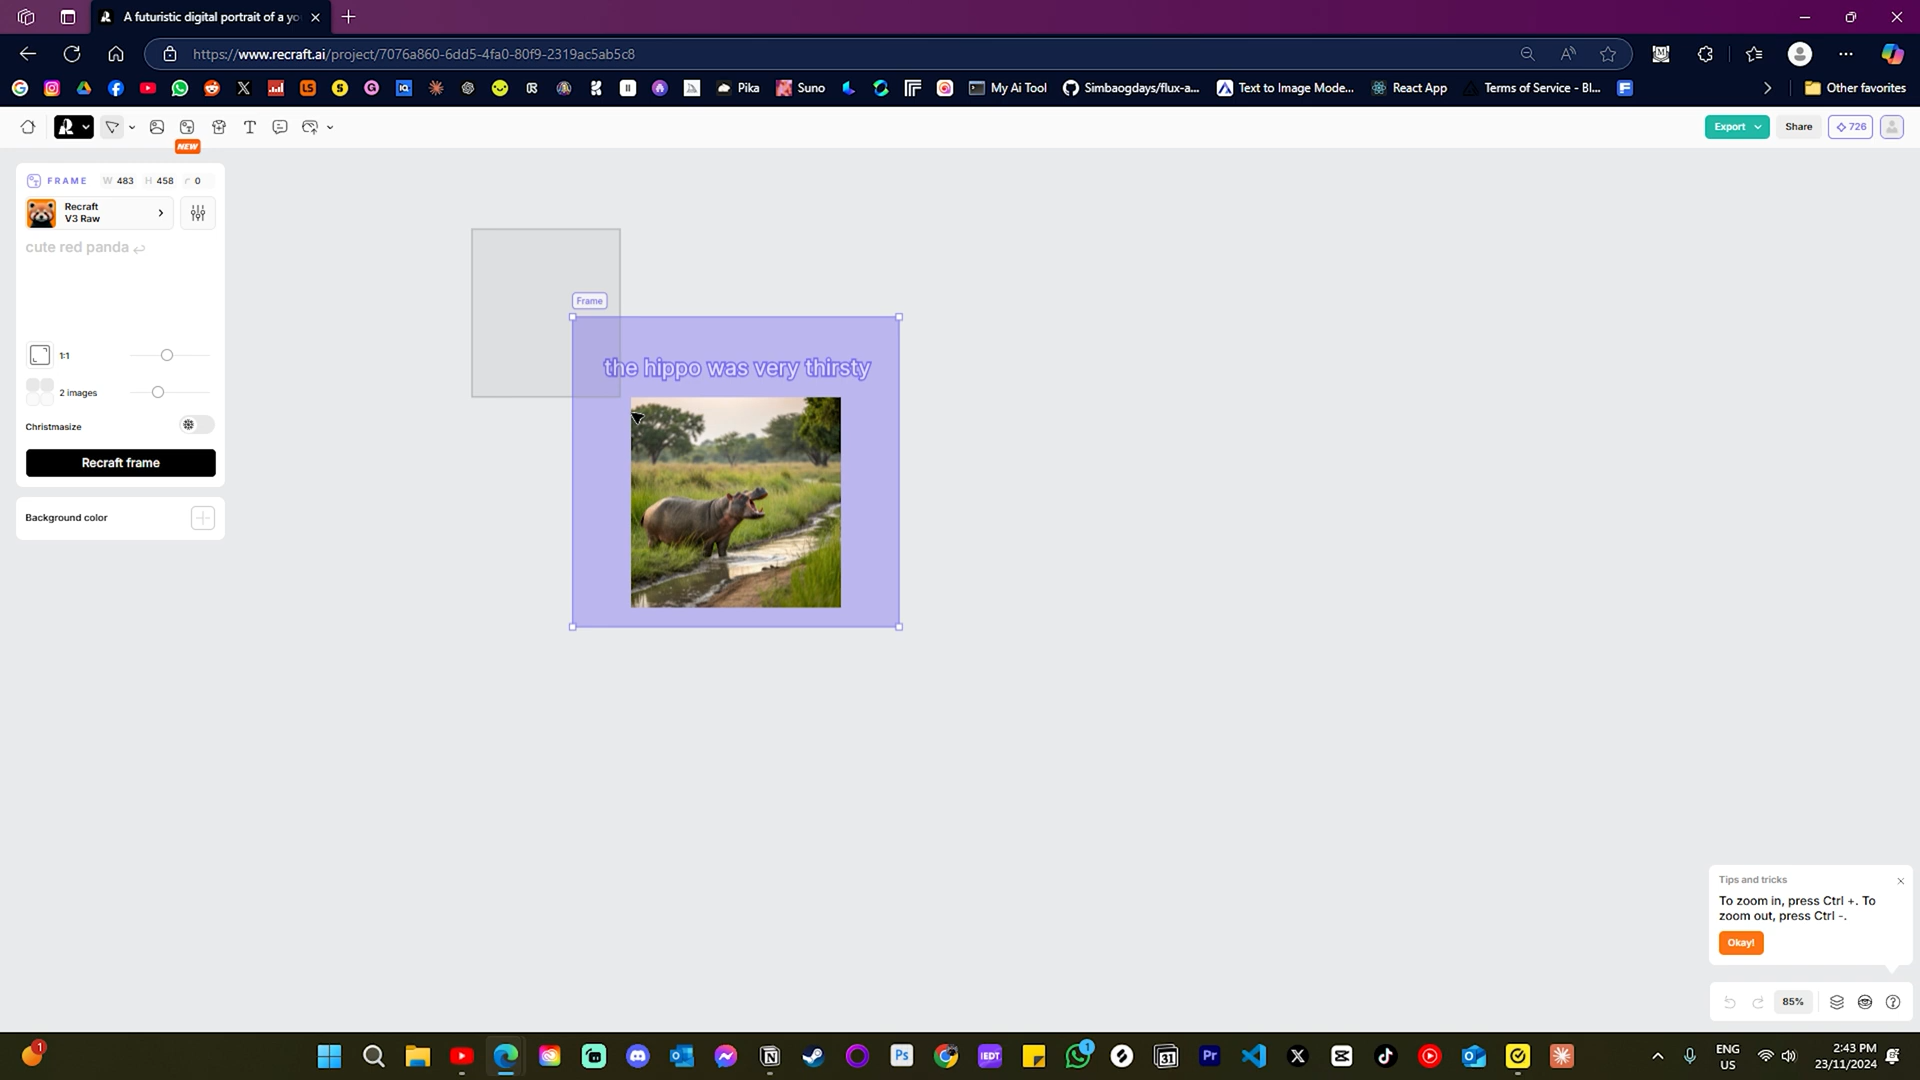 A futuristic digital portrait of a yo
https://www.recraft.ai/project/7076a860-6dd5-4fa0-80f9-2319ac5ab5c8
Pika
Suno
My Ai Tool
Simbaogdays/flux-a...
Text to Image Mode...
React App
Terms of Service - Bl...
Other favorites
NEW
Export
Share
726
FRAME W 483 H 458 0
Recraft
V3 Raw
cute red panda
1:1
2 images
Christmasize
Recraft frame
Background color
Frame
the hippo was very thirsty
Tips and tricks
To zoom in, press Ctrl +. To
zoom out, press Ctrl -.
Okay!
85%
ENG
US
2:43 PM
23/11/2024